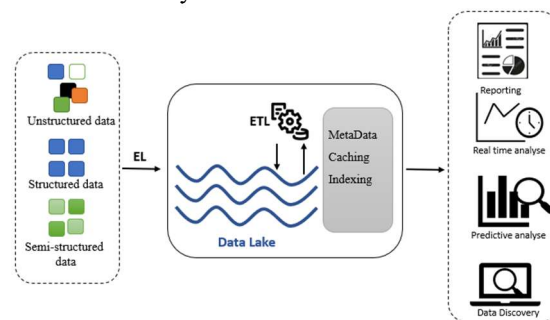 Unstructured data
Structured data
Semi-structured
data
EL
ETL
MetaData
Caching
Indexing
Data Lake
Reporting
Real time analyse
Predictive analyse
Data Discovery